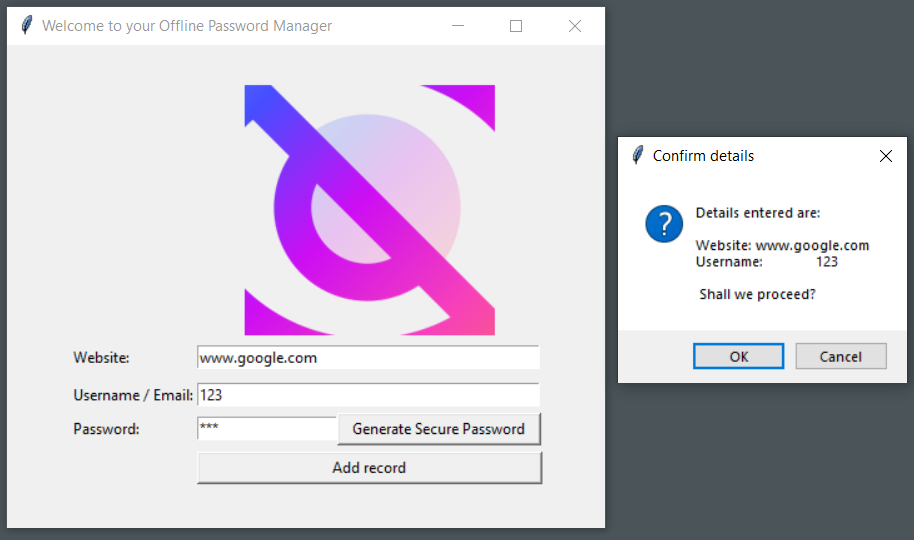 Welcome to your Offline Password Manager
Website:
www.google.com
Username / Email:
123
Password:
***
Generate Secure Password
Add record
Confirm details
?
Details entered are:
Website: www.google.com
Username: 123
Shall we proceed?
OK
Cancel